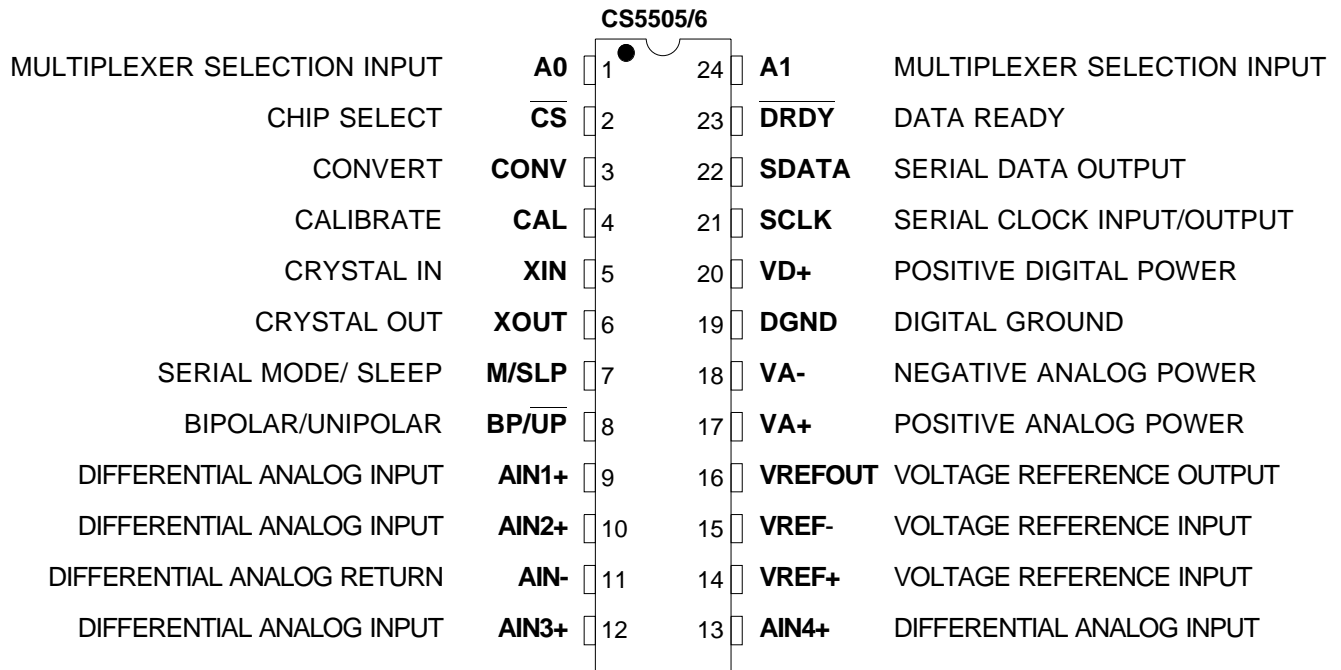 CS5505/6
MULTIPLEXER SELECTION INPUT A0 1 24 A1 MULTIPLEXER SELECTION INPUT
CHIP SELECT C̅S̅ 2 23 D̅R̅D̅Y̅ DATA READY
CONVERT CONV 3 22 SDATA SERIAL DATA OUTPUT
CALIBRATE CAL 4 21 SCLK SERIAL CLOCK INPUT/OUTPUT
CRYSTAL IN XIN 5 20 VD+ POSITIVE DIGITAL POWER
CRYSTAL OUT XOUT 6 19 DGND DIGITAL GROUND
SERIAL MODE/ SLEEP M/SLP 7 18 VA- NEGATIVE ANALOG POWER
BIPOLAR/UNIPOLAR BP/U̅P̅ 8 17 VA+ POSITIVE ANALOG POWER
DIFFERENTIAL ANALOG INPUT AIN1+ 9 16 VREFOUT VOLTAGE REFERENCE OUTPUT
DIFFERENTIAL ANALOG INPUT AIN2+ 10 15 VREF- VOLTAGE REFERENCE INPUT
DIFFERENTIAL ANALOG RETURN AIN- 11 14 VREF+ VOLTAGE REFERENCE INPUT
DIFFERENTIAL ANALOG INPUT AIN3+ 12 13 AIN4+ DIFFERENTIAL ANALOG INPUT